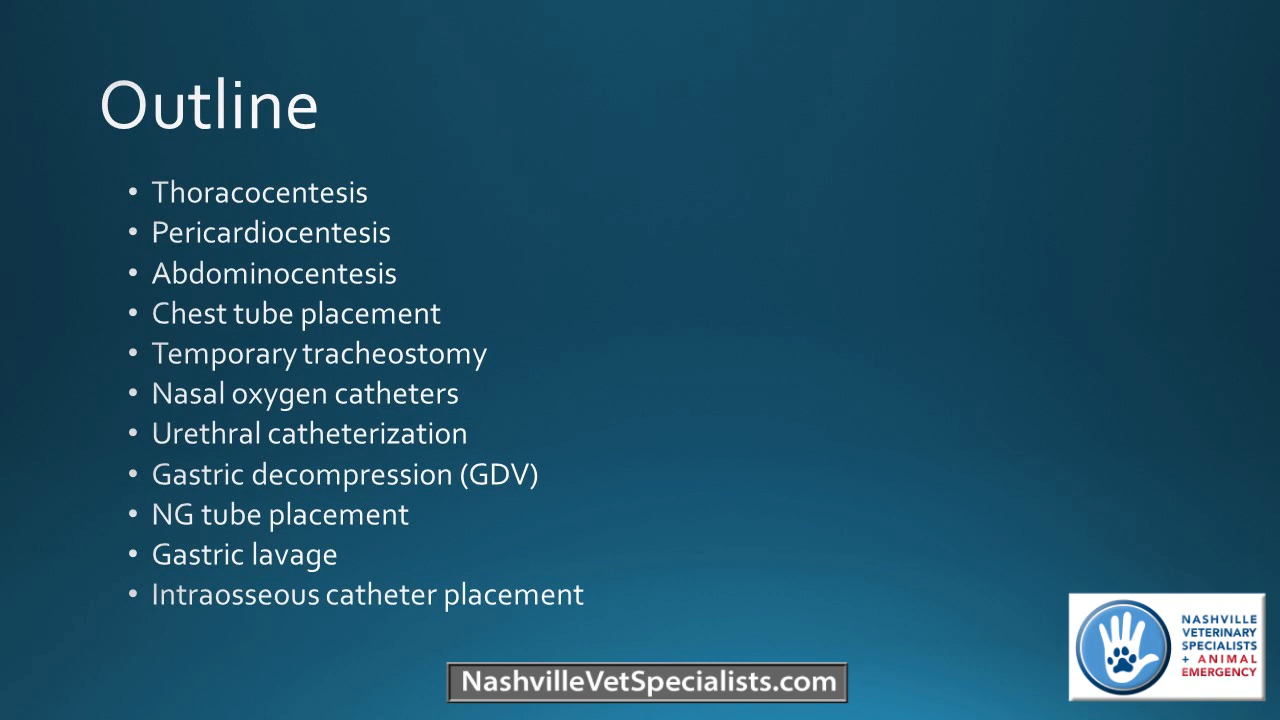 Outline
• Thoracocentesis
• Pericardiocentesis
• Abdominocentesis
• Chest tube placement
• Temporary tracheostomy
• Nasal oxygen catheters
• Urethral catheterization
• Gastric decompression (GDV)
• NG tube placement
• Gastric lavage
• Intraosseous catheter placement
NASHVILLE
VETERINARY
SPECIALISTS
+ ANIMAL
EMERGENCY
NashvilleVetSpecialists.com